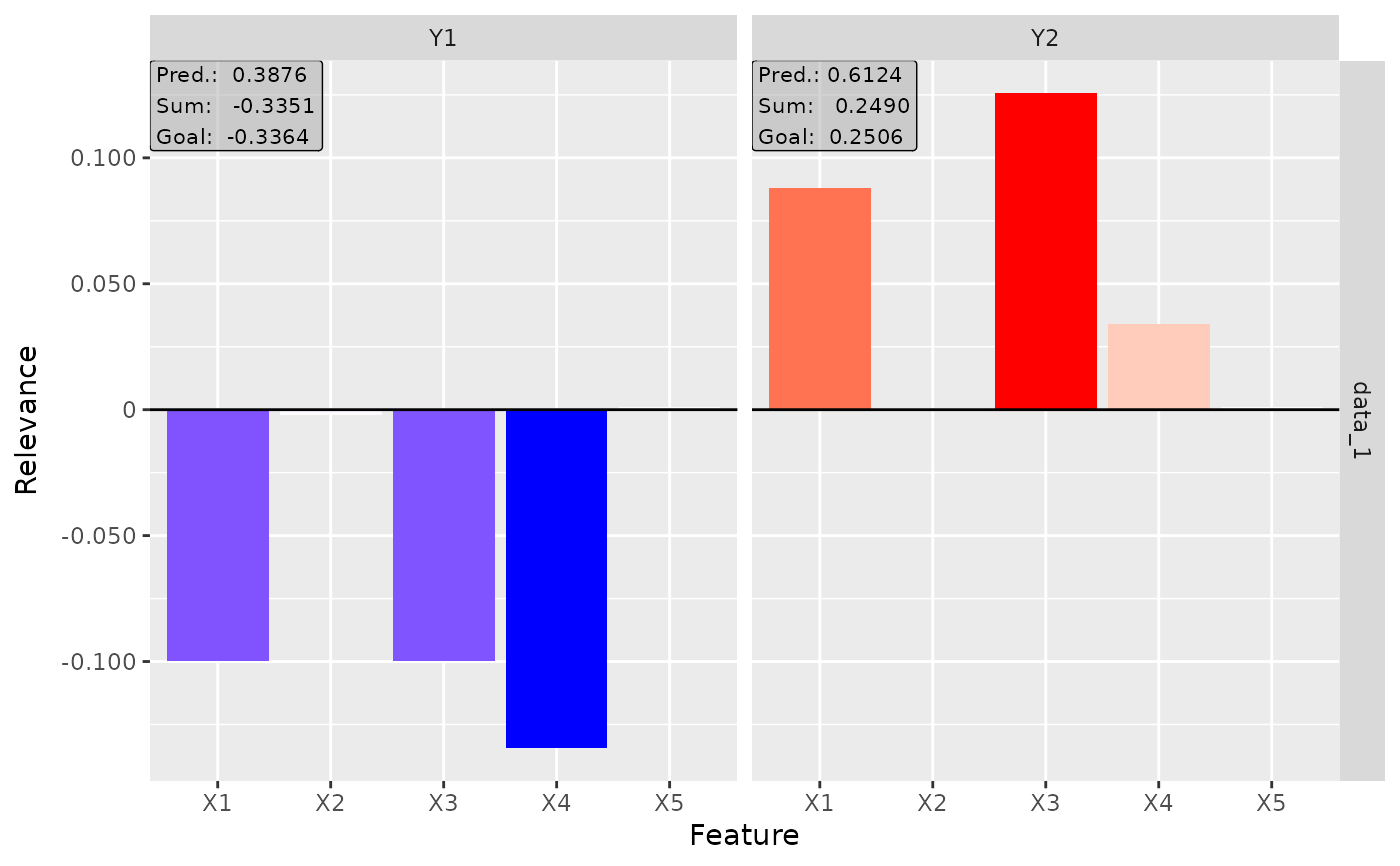 Y1
Y2
Pred.: 0.3876
Sum: -0.3351
Goal: -0.3364
Pred.: 0.6124
Sum: 0.2490
Goal: 0.2506
0.100
0.050
0
-0.050
-0.100
Relevance
data_1
X1 X2 X3 X4 X5
X1 X2 X3 X4 X5
Feature